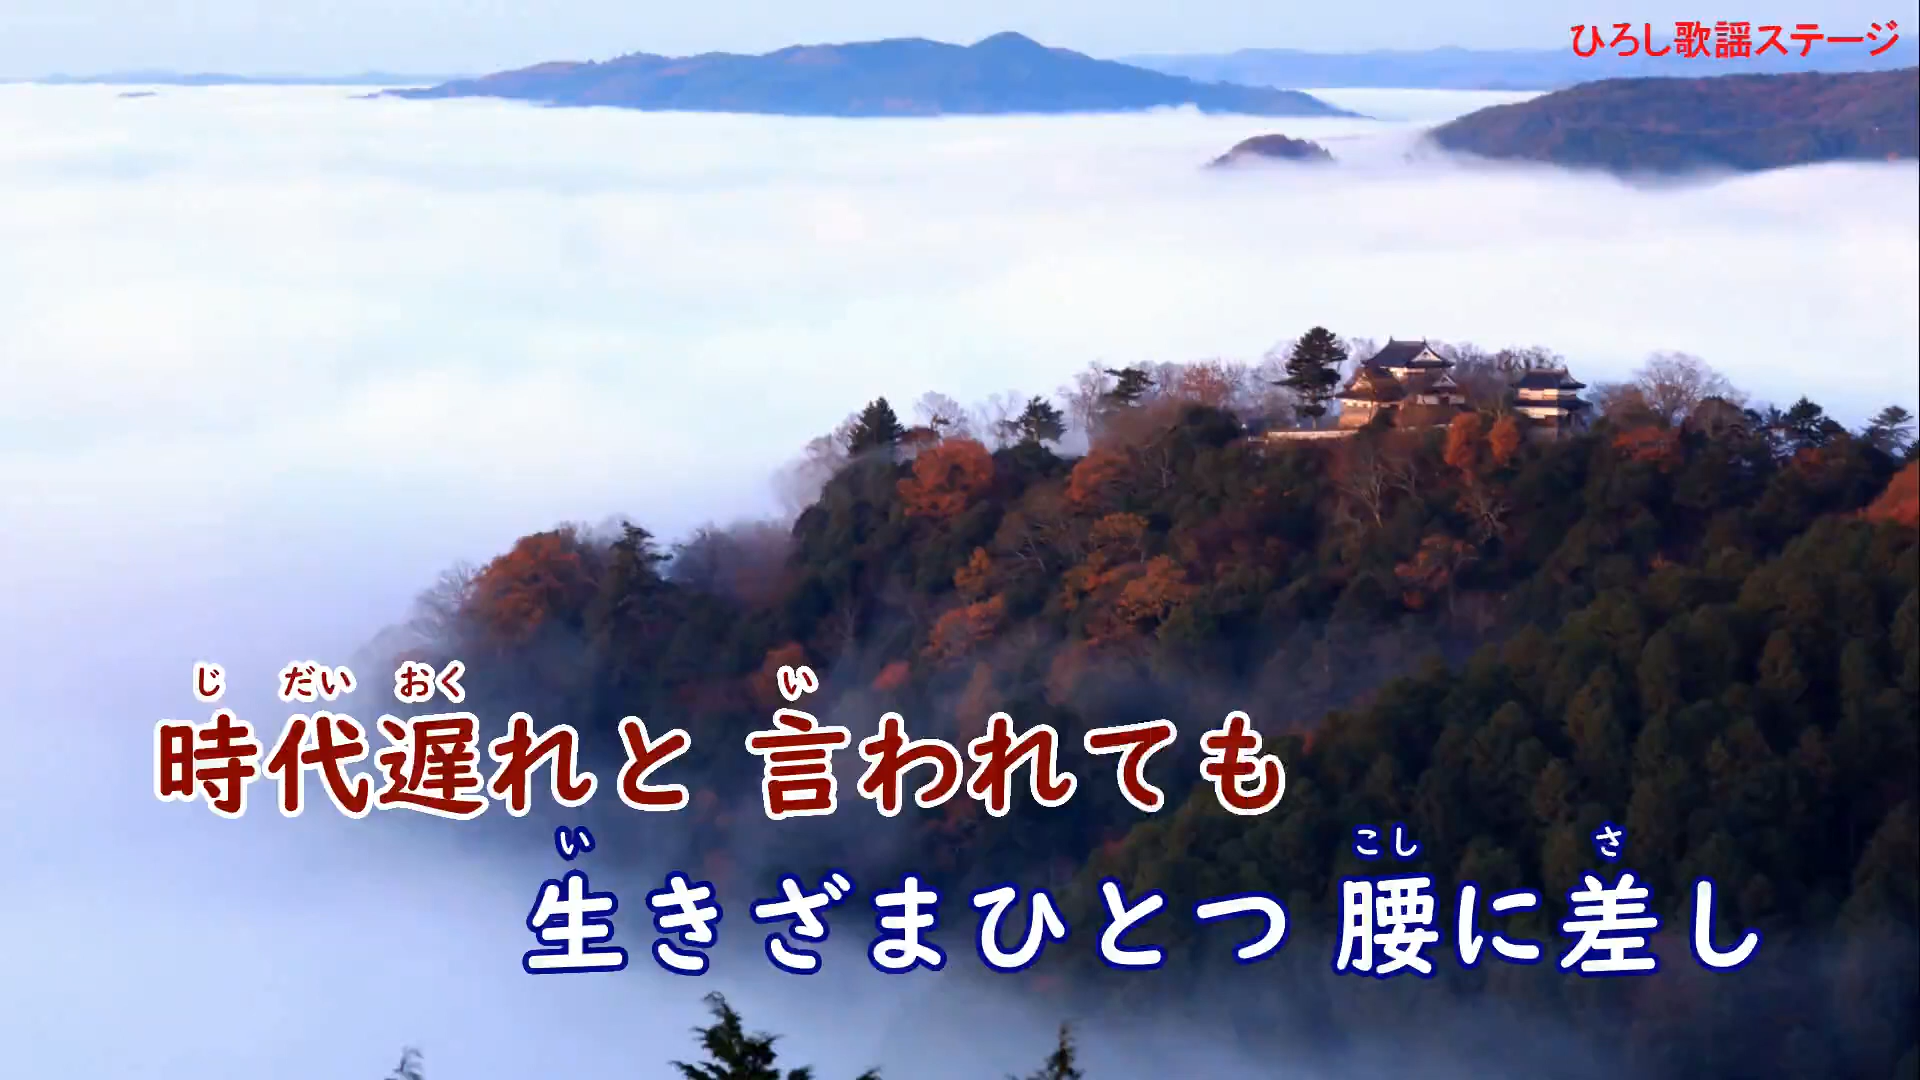 ひろし歌謡ステージ
じ だい おく い
時代遅れと 言われても
い こし さ
生きざまひとつ 腰に差し